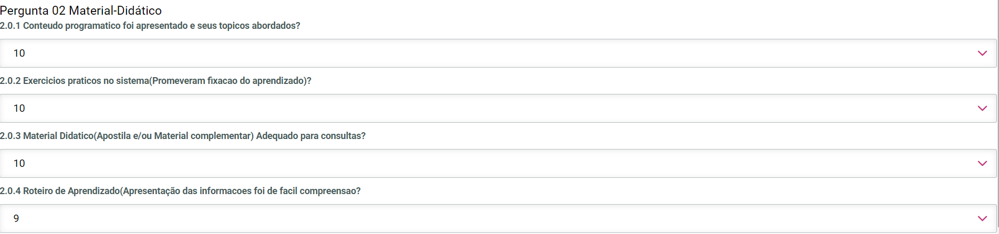 Pergunta 02 Material-Didático
2.0.1 Conteudo programatico foi apresentado e seus topicos abordados?
10
2.0.2 Exercicios praticos no sistema(Promeveram fixacao do aprendizado)?
10
2.0.3 Material Didatico(Apostila e/ou Material complementar) Adequado para consultas?
10
2.0.4 Roteiro de Aprendizado(Apresentação das informacoes foi de facil compreensao?
9